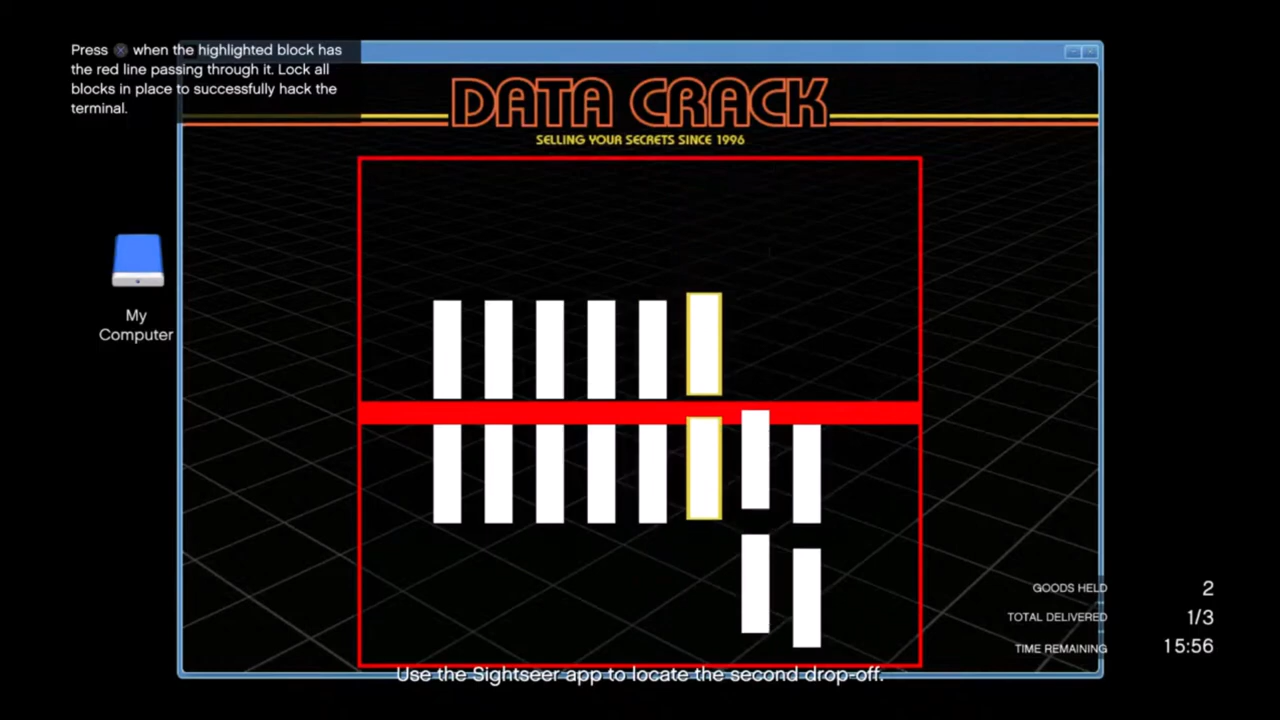 Press ⓧ when the highlighted block has
the red line passing through it. Lock all
blocks in place to successfully hack the
terminal.
DATA CRACK
SELLING YOUR SECRETS SINCE 1996
My
Computer
GOODS HELD 2
TOTAL DELIVERED 1/3
TIME REMAINING 15:56
Use the Sightseer app to locate the second drop-off.